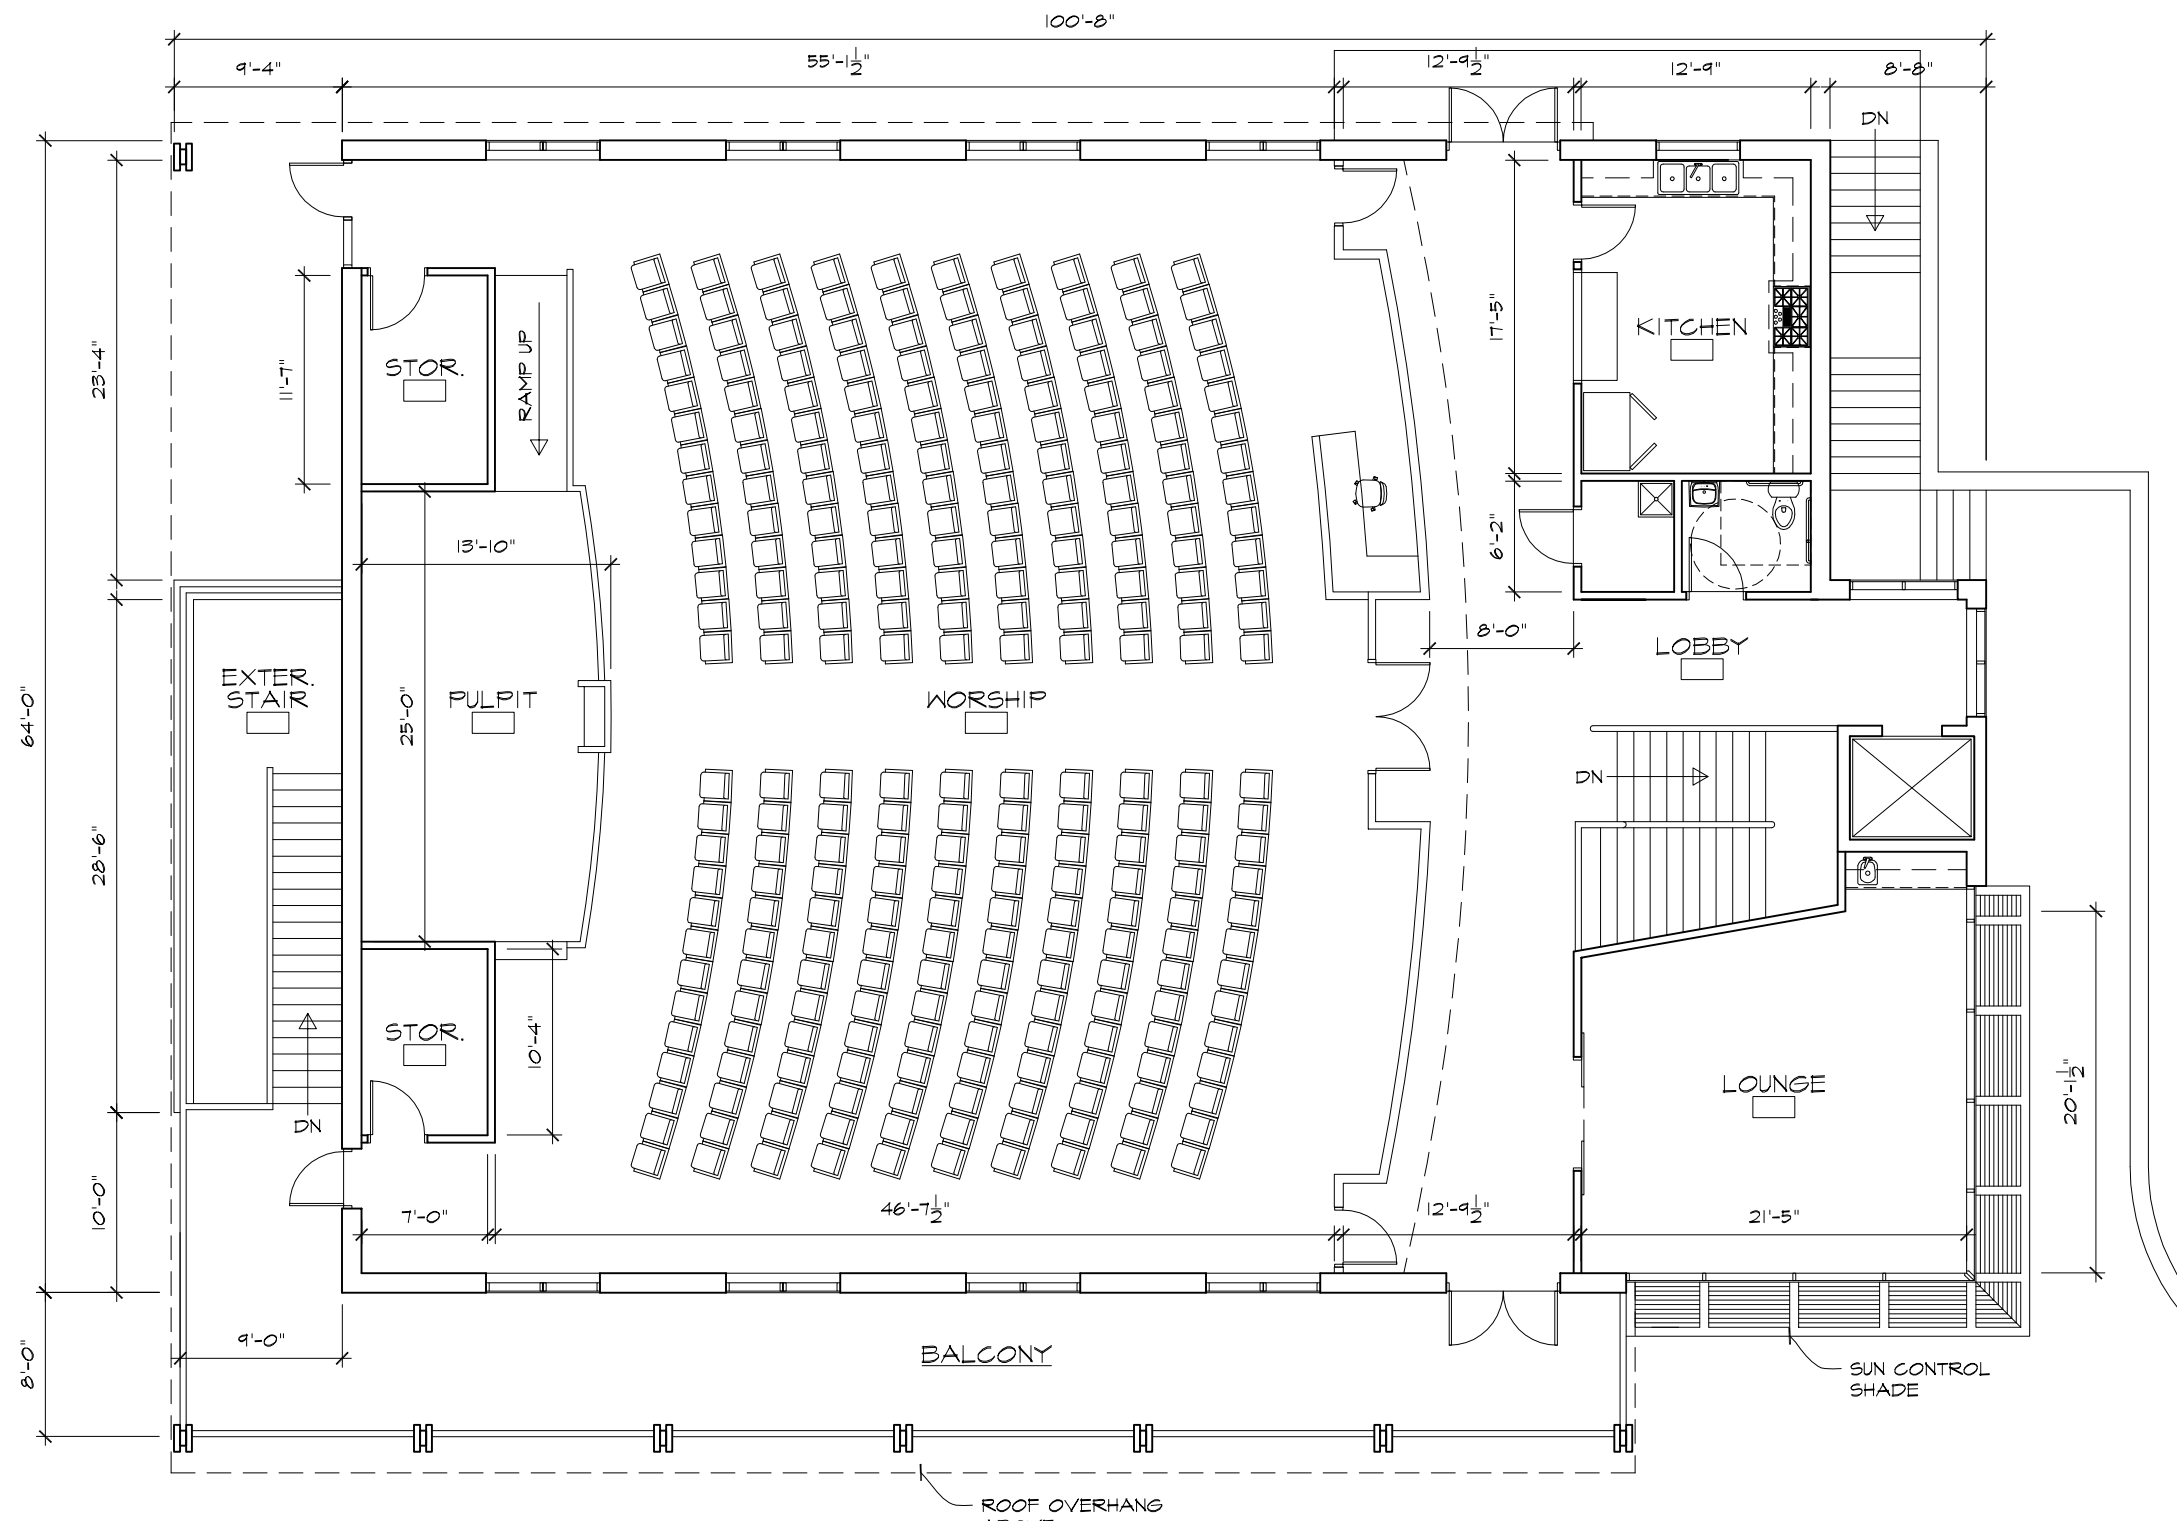 100'-8"
9'-4"
55'-1 1/2"
12'-9 1/2"
12'-9"
8'-8"
DN
23'-4"
11'-7"
STOR.
RAMP UP
17'-5"
KITCHEN
13'-10"
6'-2"
8'-0"
LOBBY
EXTER.
STAIR
64'-0"
25'-0"
PULPIT
WORSHIP
DN
28'-6"
STOR.
10'-4"
DN
LOUNGE
20'-1 1/2"
10'-0"
7'-0"
46'-7 1/2"
12'-9 1/2"
21'-5"
9'-0"
8'-0"
BALCONY
SUN CONTROL
SHADE
ROOF OVERHANG